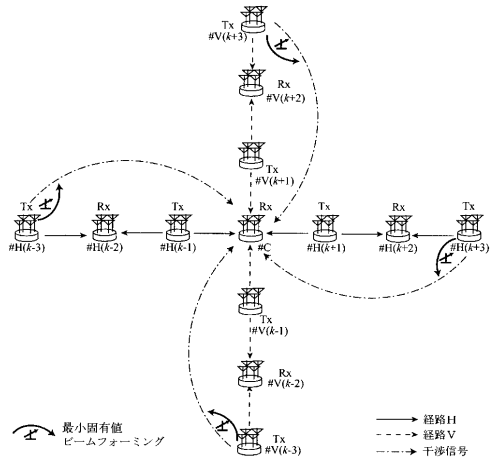 Tx
#V(k+3)
Rx
#V(k+2)
Tx
#V(k+1)
Tx
#H(k-3)
Rx
#H(k-2)
Tx
#H(k-1)
Rx
#C
Tx
#H(k+1)
Rx
#H(k+2)
Tx
#H(k+3)
Tx
#V(k-1)
Rx
#V(k-2)
Tx
#V(k-3)
最小固有値
ビームフォーミング
経路H
経路V
干渉信号